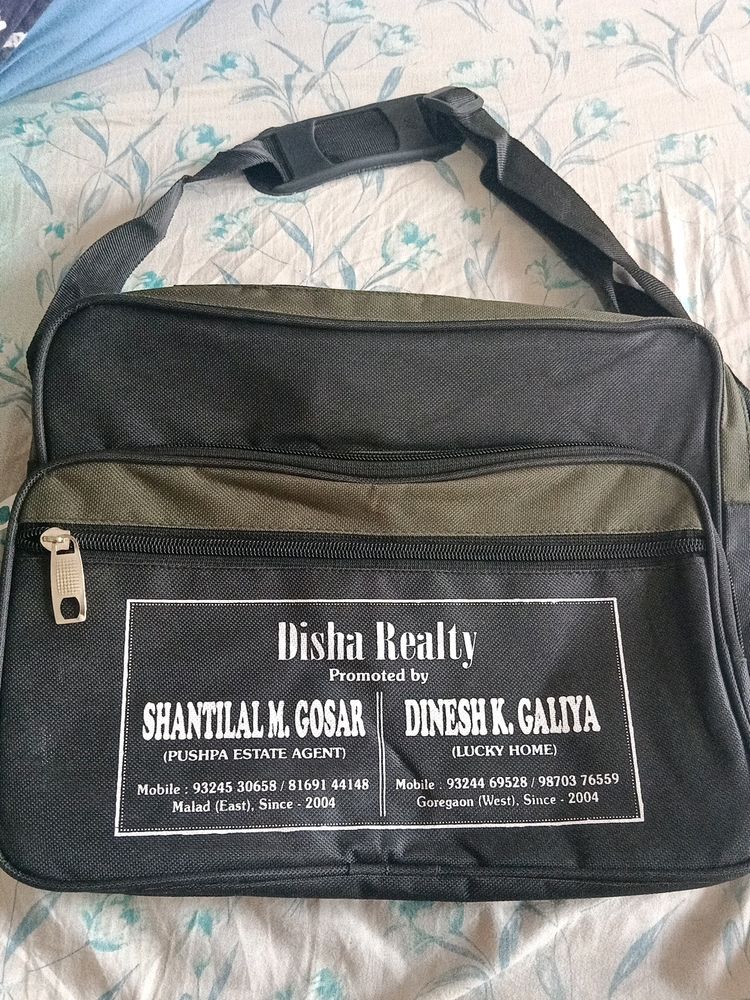 Disha Realty
Promoted by
SHANTILAL M. GOSAR
(PUSHPA ESTATE AGENT)
Mobile : 93245 30658 / 81691 44148
Malad (East), Since - 2004
DINESH K. GALIYA
(LUCKY HOME)
Mobile : 93244 69528 / 98703 76559
Goregaon (West), Since - 2004